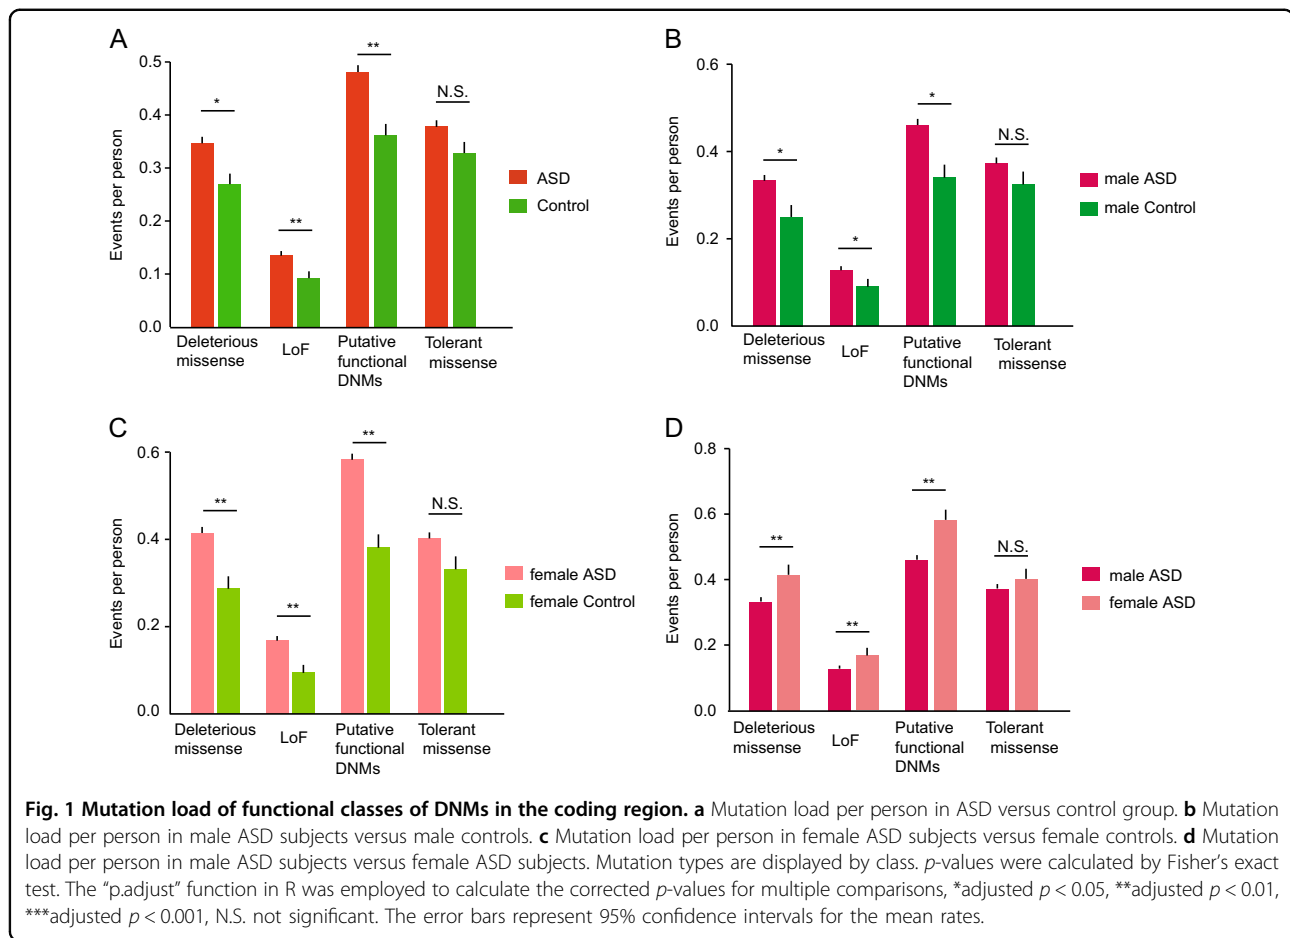 A
Events per person
0.5
0.4
0.3
0.2
0.1
0.0
*
**
**
N.S.
ASD
Control
Deleterious missense
LoF
Putative functional DNMs
Tolerant missense
B
Events per person
0.6
0.4
0.2
0.0
*
*
*
N.S.
male ASD
male Control
Deleterious missense
LoF
Putative functional DNMs
Tolerant missense
C
Events per person
0.6
0.4
0.2
0.0
**
**
**
N.S.
female ASD
female Control
Deleterious missense
LoF
Putative functional DNMs
Tolerant missense
D
Events per person
0.8
0.6
0.4
0.2
0.0
**
**
**
N.S.
male ASD
female ASD
Deleterious missense
LoF
Putative functional DNMs
Tolerant missense
Fig. 1 Mutation load of functional classes of DNMs in the coding region. a Mutation load per person in ASD versus control group. b Mutation
load per person in male ASD subjects versus male controls. c Mutation load per person in female ASD subjects versus female controls. d Mutation
load per person in male ASD subjects versus female ASD subjects. Mutation types are displayed by class. p-values were calculated by Fisher's exact
test. The "p.adjust" function in R was employed to calculate the corrected p-values for multiple comparisons, *adjusted p < 0.05, **adjusted p < 0.01,
***adjusted p < 0.001, N.S. not significant. The error bars represent 95% confidence intervals for the mean rates.